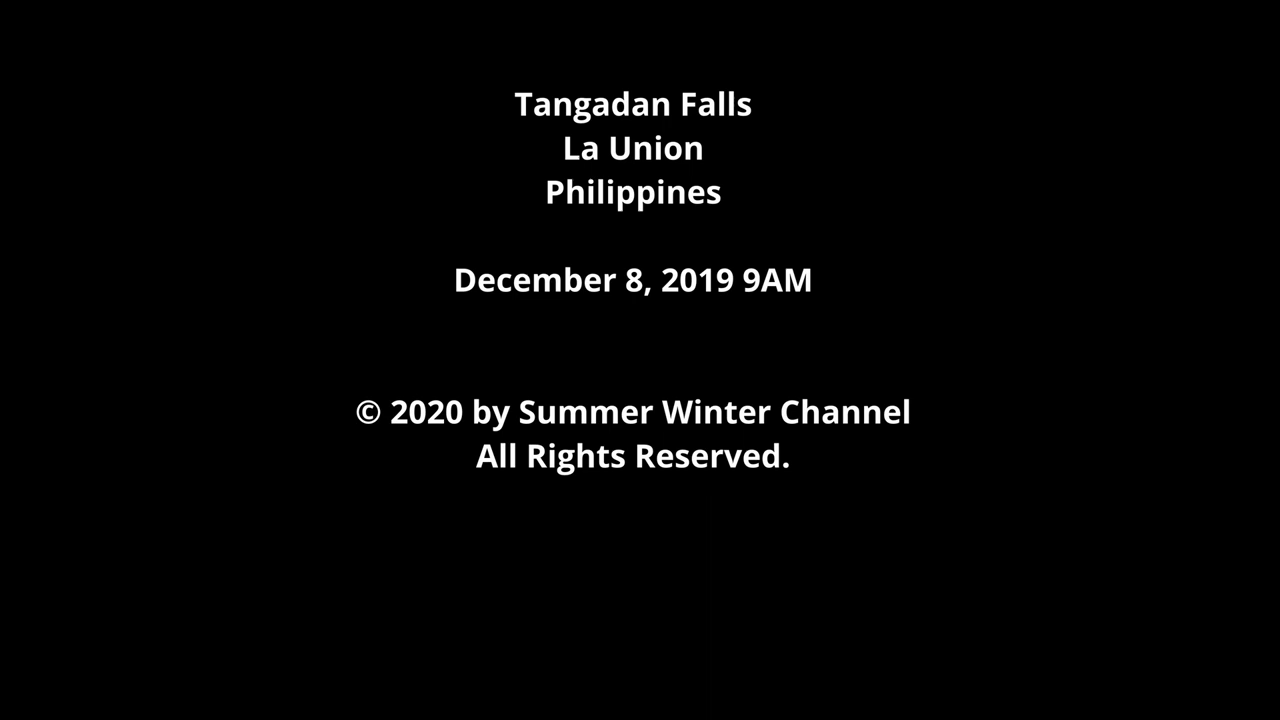 Tangadan Falls
La Union
Philippines
December 8, 2019 9AM
© 2020 by Summer Winter Channel
All Rights Reserved.